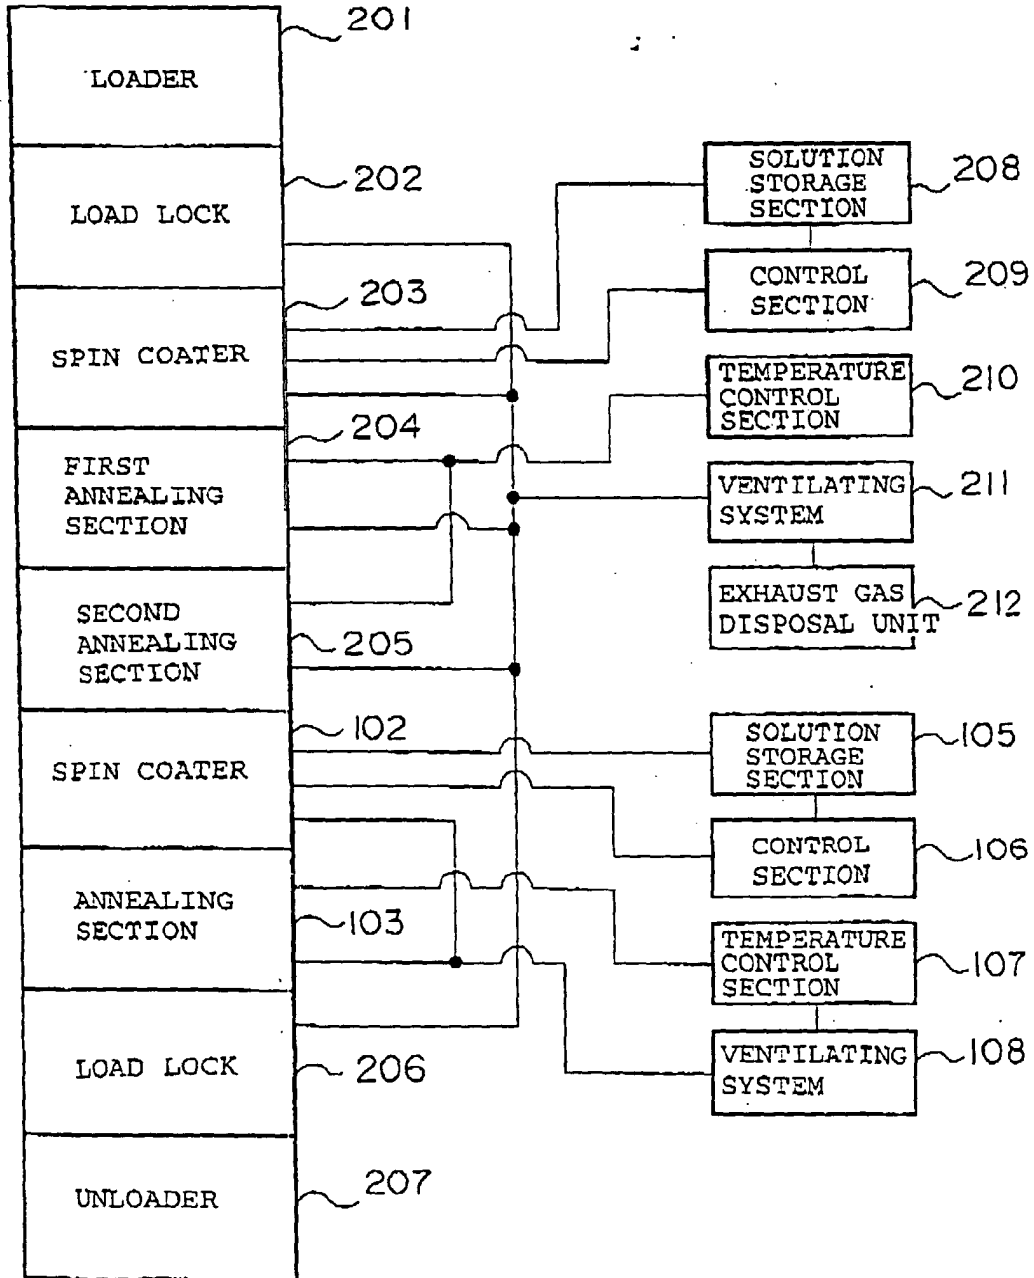 201
LOADER
202
LOAD LOCK
203
SPIN COATER
204
FIRST
ANNEALING
SECTION
SECOND
ANNEALING
SECTION
205
102
SPIN COATER
ANNEALING
SECTION
103
LOAD LOCK
206
UNLOADER
207
SOLUTION
STORAGE
SECTION
208
CONTROL
SECTION
209
TEMPERATURE
CONTROL
SECTION
210
VENTILATING
SYSTEM
211
EXHAUST GAS
DISPOSAL UNIT
212
SOLUTION
STORAGE
SECTION
105
CONTROL
SECTION
106
TEMPERATURE
CONTROL
SECTION
107
VENTILATING
SYSTEM
108